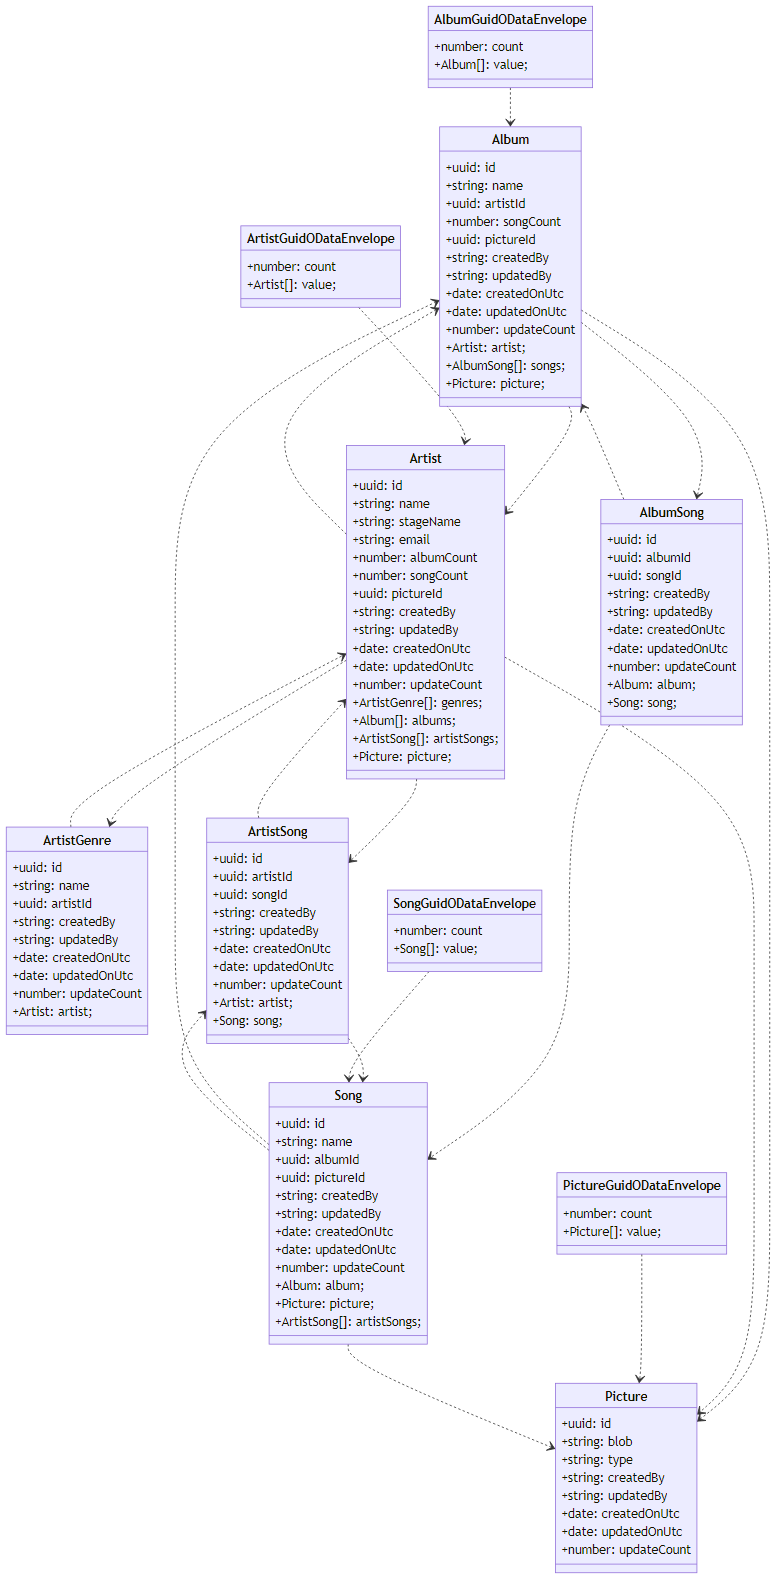 AlbumGuidODataEnvelope
+number: count
+Album[]: value;
Album
+uuid: id
+string: name
+uuid: artistId
+number: songCount
+uuid: pictureId
+string: createdBy
+string: updatedBy
+date: createdOnUtc
+date: updatedOnUtc
+number: updateCount
+Artist: artist;
+AlbumSong[]: songs;
+Picture: picture;
ArtistGuidODataEnvelope
+number: count
+Artist[]: value;
Artist
+uuid: id
+string: name
+string: stageName
+string: email
+number: albumCount
+number: songCount
+uuid: pictureId
+string: createdBy
+string: updatedBy
+date: createdOnUtc
+date: updatedOnUtc
+number: updateCount
+ArtistGenre[]: genres;
+Album[]: albums;
+ArtistSong[]: artistSongs;
+Picture: picture;
AlbumSong
+uuid: id
+uuid: albumId
+uuid: songId
+string: createdBy
+string: updatedBy
+date: createdOnUtc
+date: updatedOnUtc
+number: updateCount
+Album: album;
+Song: song;
ArtistGenre
+uuid: id
+string: name
+uuid: artistId
+string: createdBy
+string: updatedBy
+date: createdOnUtc
+date: updatedOnUtc
+number: updateCount
+Artist: artist;
ArtistSong
+uuid: id
+uuid: artistId
+uuid: songId
+string: createdBy
+string: updatedBy
+date: createdOnUtc
+date: updatedOnUtc
+number: updateCount
+Artist: artist;
+Song: song;
SongGuidODataEnvelope
+number: count
+Song[]: value;
Song
+uuid: id
+string: name
+uuid: albumId
+uuid: pictureId
+string: createdBy
+string: updatedBy
+date: createdOnUtc
+date: updatedOnUtc
+number: updateCount
+Album: album;
+Picture: picture;
+ArtistSong[]: artistSongs;
PictureGuidODataEnvelope
+number: count
+Picture[]: value;
Picture
+uuid: id
+string: blob
+string: type
+string: createdBy
+string: updatedBy
+date: createdOnUtc
+date: updatedOnUtc
+number: updateCount